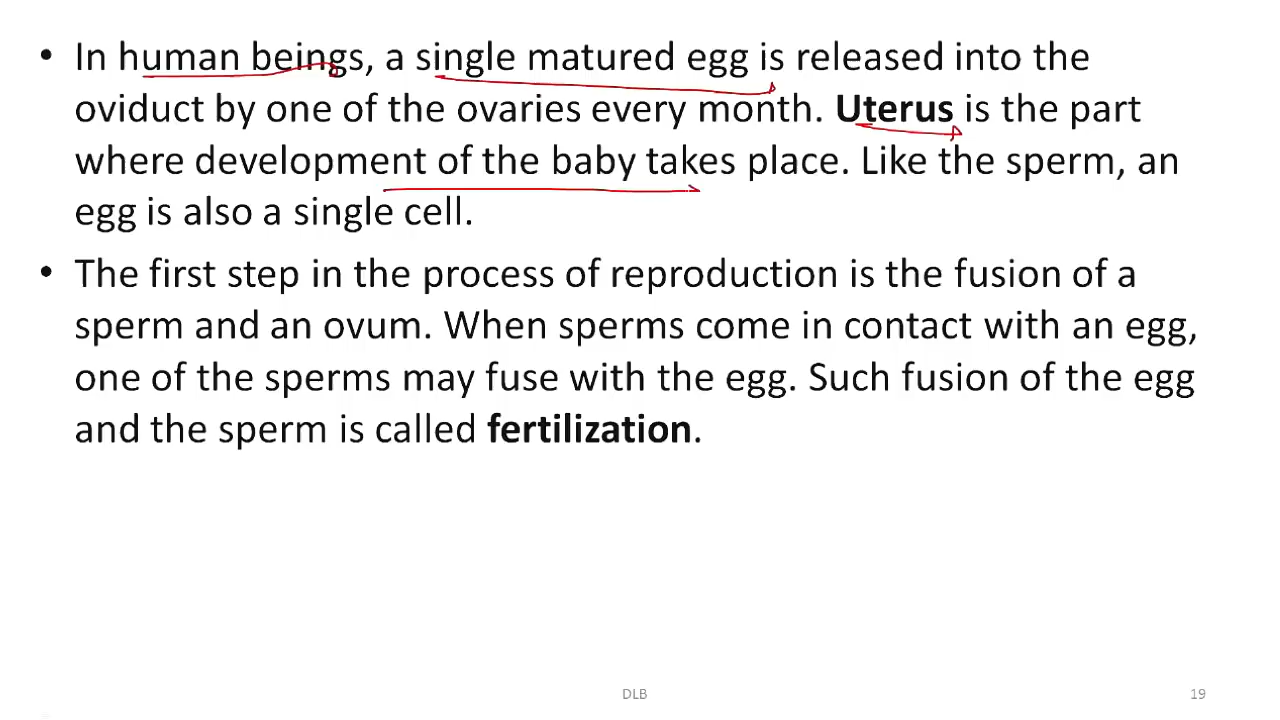 • In human beings, a single matured egg is released into the
oviduct by one of the ovaries every month. Uterus is the part
where development of the baby takes place. Like the sperm, an
egg is also a single cell.
• The first step in the process of reproduction is the fusion of a
sperm and an ovum. When sperms come in contact with an egg,
one of the sperms may fuse with the egg. Such fusion of the egg
and the sperm is called fertilization.
DLB
19